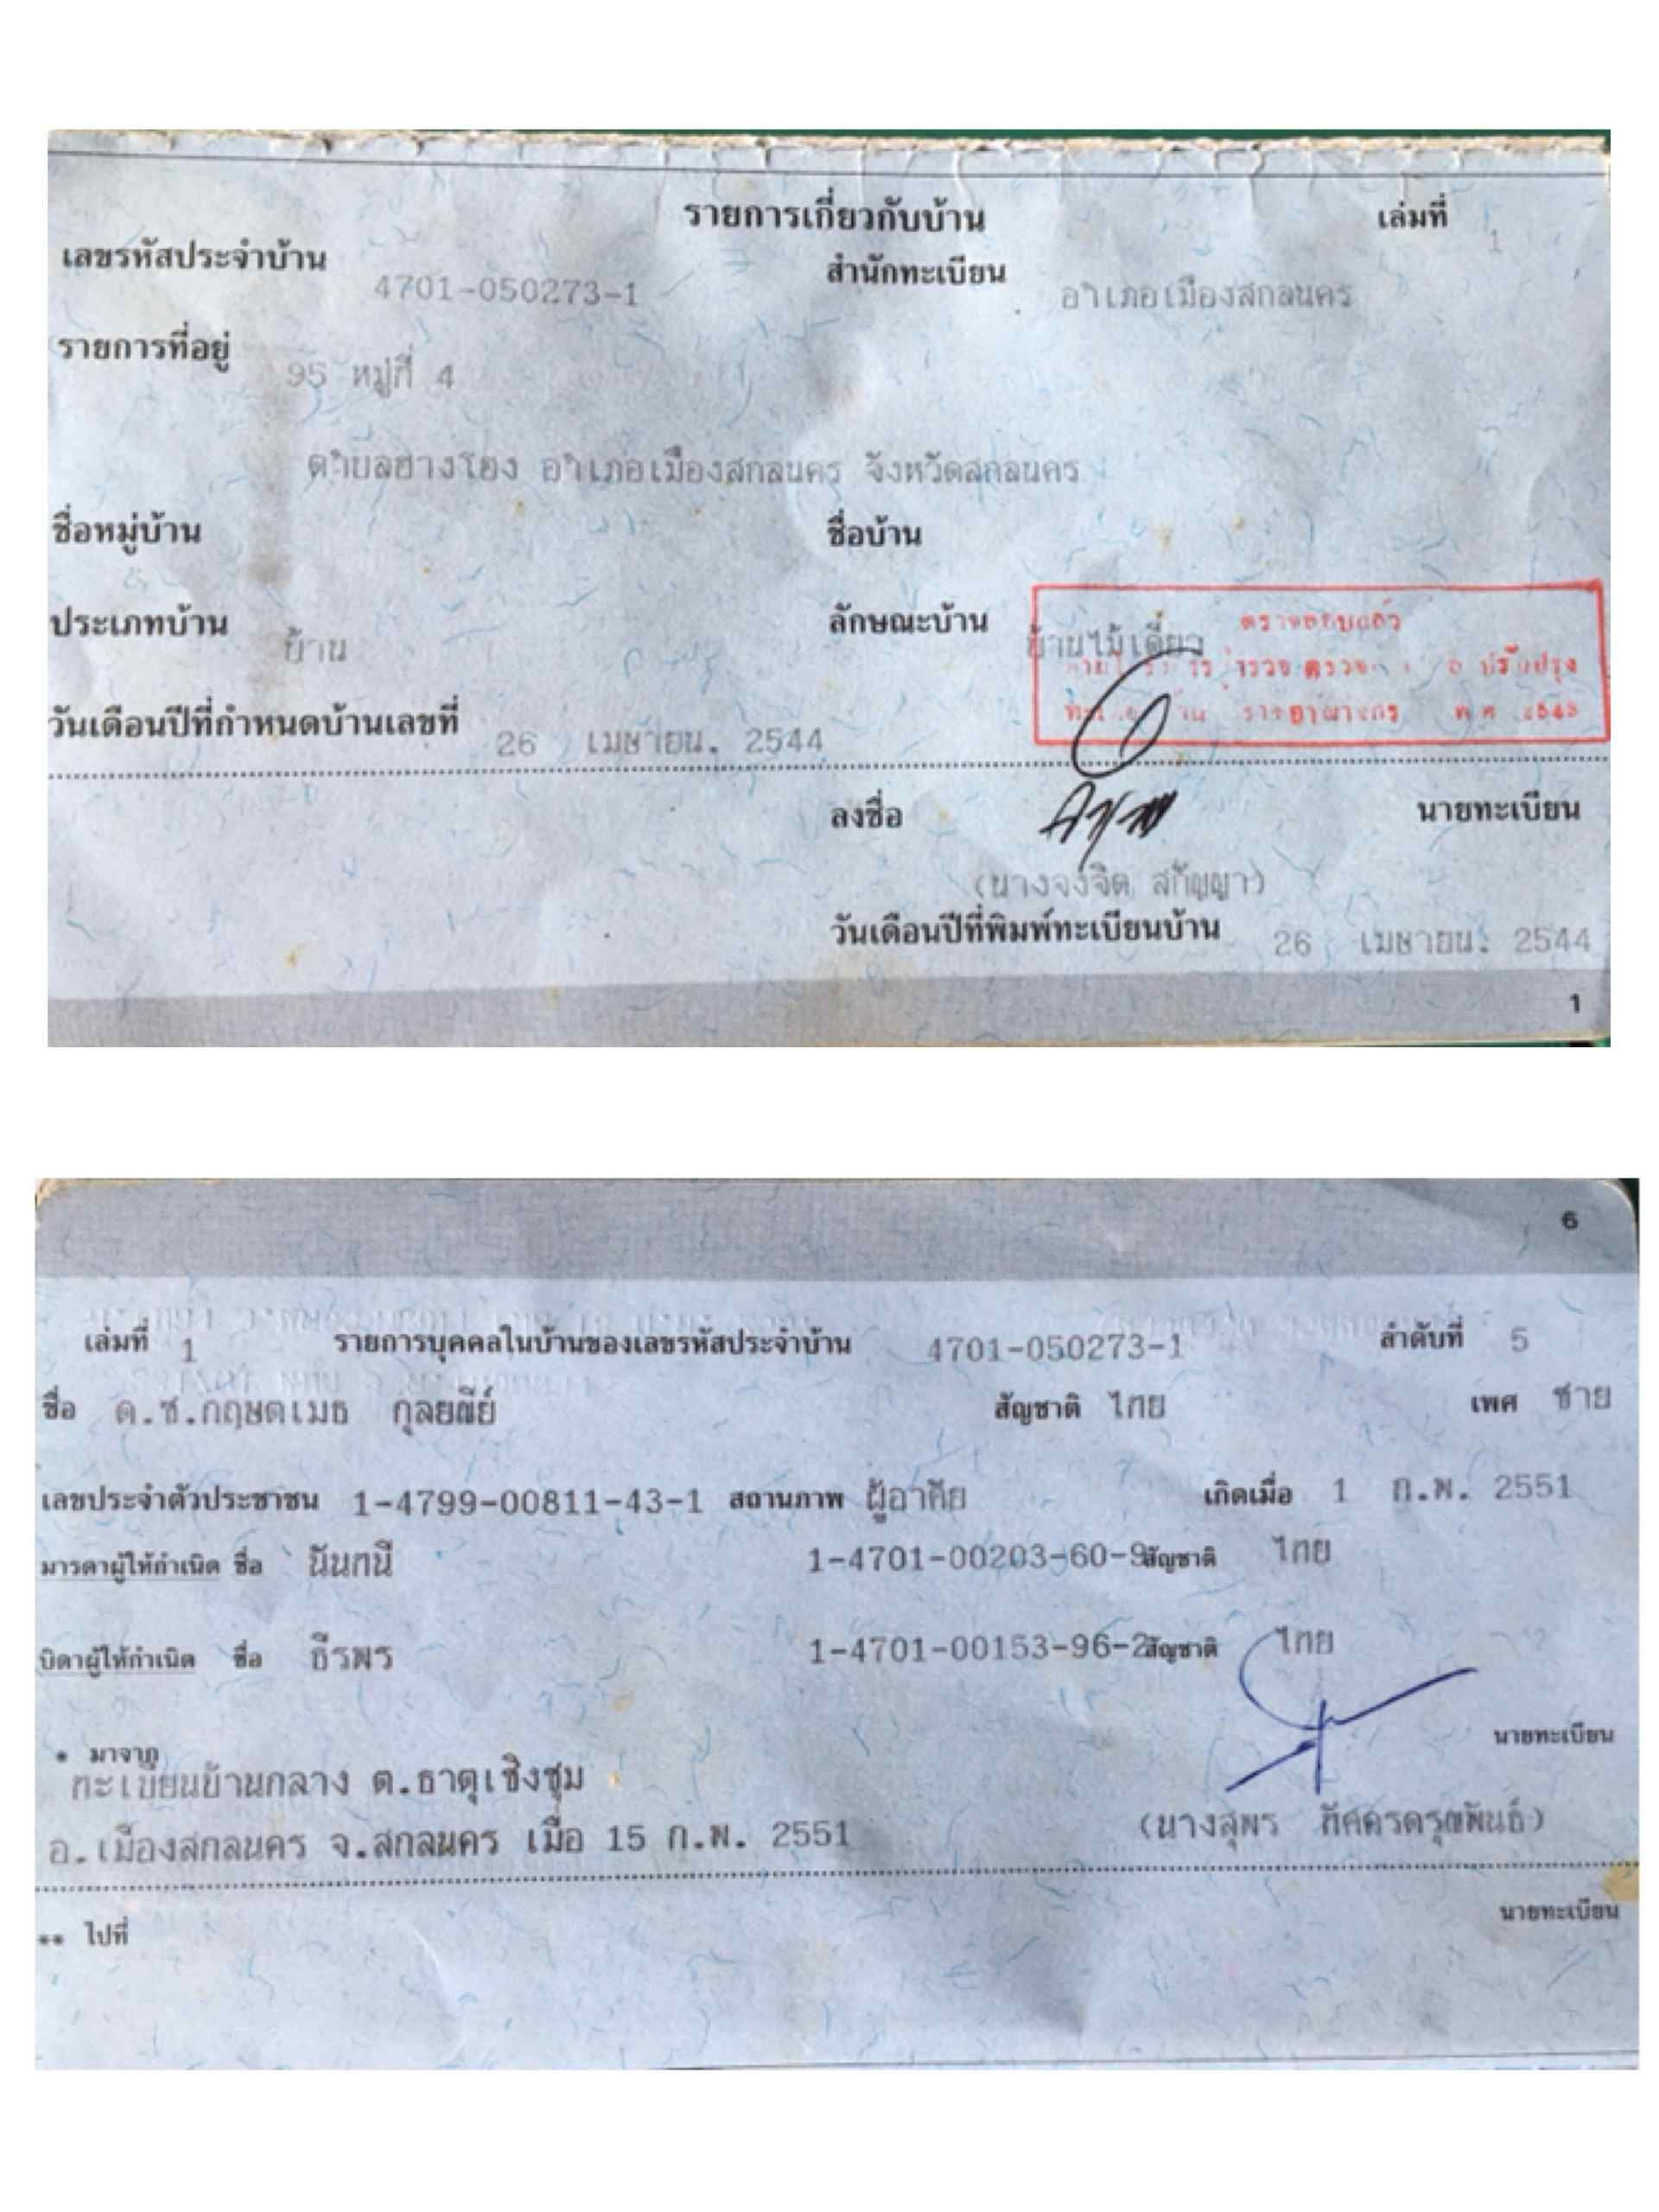 รายการเกี่ยวกับบ้าน เล่มที่ 1
เลขรหัสประจำบ้าน 4701-050273-1 สำนักทะเบียน อำเภอเมืองสกลนคร
รายการที่อยู่ 95 หมู่ที่ 4
ตำบลฮางโฮง อำเภอเมืองสกลนคร จังหวัดสกลนคร
ชื่อหมู่บ้าน ชื่อบ้าน
ประเภทบ้าน บ้าน ลักษณะบ้าน บ้านไม้เดี่ยว
ตรวจสอบแล้ว
ปรับปรุง
พ.ศ.
วันเดือนปีที่กำหนดบ้านเลขที่ 26 เมษายน. 2544
ลงชื่อ นายทะเบียน
(นางจงจิต สกัญญา)
วันเดือนปีที่พิมพ์ทะเบียนบ้าน 26 เมษายน. 2544
1
6
เล่มที่ 1 รายการบุคคลในบ้านของเลขรหัสประจำบ้าน 4701-050273-1 ลำดับที่ 5
ชื่อ ด.ช.กฤษตเมธ กุลยณีย์ สัญชาติ ไทย เพศ ชาย
เลขประจำตัวประชาชน 1-4799-00811-43-1 สถานภาพ ผู้อาศัย เกิดเมื่อ 1 ก.พ. 2551
มารดาผู้ให้กำเนิด ชื่อ นันทนี 1-4701-00203-60-9 สัญชาติ ไทย
บิดาผู้ให้กำเนิด ชื่อ ธีรพร 1-4701-00153-96-2 สัญชาติ ไทย
* มาจาก นายทะเบียน
ทะเบียนบ้านกลาง ต.ธาตุเชิงชุม
(นางสุพร
อ.เมืองสกลนคร จ.สกลนคร เมื่อ 15 ก.พ. 2551
นายทะเบียน
** ไปที่